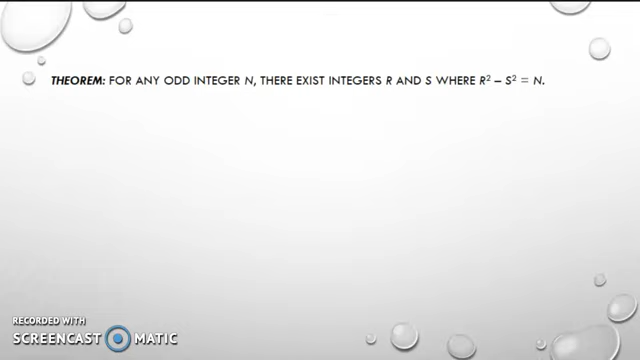 THEOREM: FOR ANY ODD INTEGER N, THERE EXIST INTEGERS R AND S WHERE R² – S² = N.
RECORDED WITH
SCREENCAST MATIC